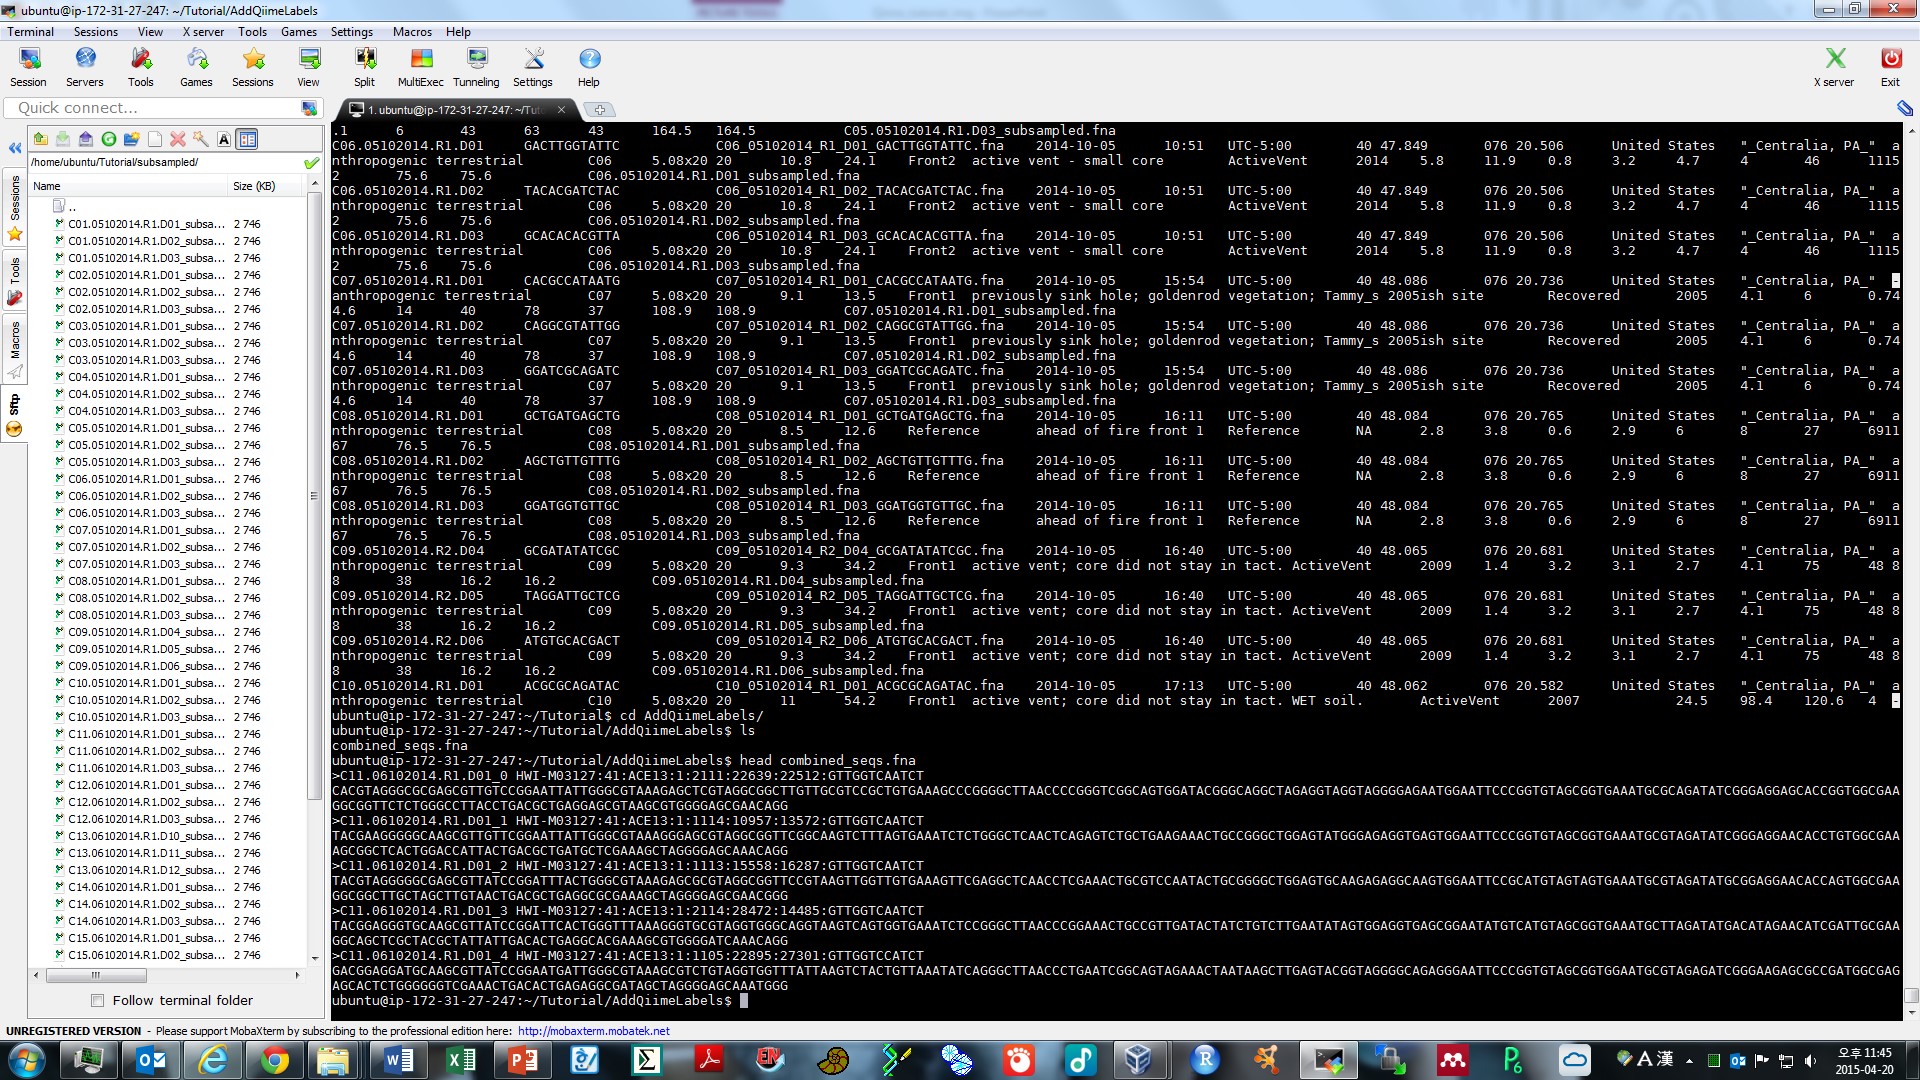 ubuntu@ip-172-31-27-247: ~/Tutorial/AddQiimeLabels
Terminal Sessions View X server Tools Games Settings Macros Help
Session Servers Tools Games Sessions View Split MultiExec Tunneling Settings Help X server Exit
Quick connect...
1. ubuntu@ip-172-31-27-247: ~/Tut
/home/ubuntu/Tutorial/subsampled/
Name Size (KB)
..
C01.05102014.R1.D01_subsa... 2 746
C01.05102014.R1.D02_subsa... 2 746
C01.05102014.R1.D03_subsa... 2 746
C02.05102014.R1.D01_subsa... 2 746
C02.05102014.R1.D02_subsa... 2 746
C02.05102014.R1.D03_subsa... 2 746
C03.05102014.R1.D01_subsa... 2 746
C03.05102014.R1.D02_subsa... 2 746
C03.05102014.R1.D03_subsa... 2 746
C04.05102014.R1.D01_subsa... 2 746
C04.05102014.R1.D02_subsa... 2 746
C04.05102014.R1.D03_subsa... 2 746
C05.05102014.R1.D01_subsa... 2 746
C05.05102014.R1.D02_subsa... 2 746
C05.05102014.R1.D03_subsa... 2 746
C06.05102014.R1.D01_subsa... 2 746
C06.05102014.R1.D02_subsa... 2 746
C06.05102014.R1.D03_subsa... 2 746
C07.05102014.R1.D01_subsa... 2 746
C07.05102014.R1.D02_subsa... 2 746
C07.05102014.R1.D03_subsa... 2 746
C08.05102014.R1.D01_subsa... 2 746
C08.05102014.R1.D02_subsa... 2 746
C08.05102014.R1.D03_subsa... 2 746
C09.05102014.R1.D04_subsa... 2 746
C09.05102014.R1.D05_subsa... 2 746
C09.05102014.R1.D06_subsa... 2 746
C10.05102014.R1.D01_subsa... 2 746
C10.05102014.R1.D02_subsa... 2 746
C10.05102014.R1.D03_subsa... 2 746
C11.06102014.R1.D01_subsa... 2 746
C11.06102014.R1.D02_subsa... 2 746
C11.06102014.R1.D03_subsa... 2 746
C12.06102014.R1.D01_subsa... 2 746
C12.06102014.R1.D02_subsa... 2 746
C12.06102014.R1.D03_subsa... 2 746
C13.06102014.R1.D10_subsa... 2 746
C13.06102014.R1.D11_subsa... 2 746
C13.06102014.R1.D12_subsa... 2 746
C14.06102014.R1.D01_subsa... 2 746
C14.06102014.R1.D02_subsa... 2 746
C14.06102014.R1.D03_subsa... 2 746
C15.06102014.R1.D01_subsa... 2 746
C15.06102014.R1.D02_subsa... 2 746
Sessions
Tools
Macros
Sftp
Follow terminal folder
.1 6 43 63 43 164.5 164.5 C05.05102014.R1.D03_subsampled.fna
C06.05102014.R1.D01 GACTTGGTATTC C06_05102014_R1_D01_GACTTGGTATTC.fna 2014-10-05 10:51 UTC-5:00 40 47.849 076 20.506 United States "_Centralia, PA_" a
nthropogenic terrestrial C06 5.08x20 20 10.8 24.1 Front2 active vent - small core ActiveVent 2014 5.8 11.9 0.8 3.2 4.7 4 46 1115
2 75.6 75.6 C06.05102014.R1.D01_subsampled.fna
C06.05102014.R1.D02 TACACGATCTAC C06_05102014_R1_D02_TACACGATCTAC.fna 2014-10-05 10:51 UTC-5:00 40 47.849 076 20.506 United States "_Centralia, PA_" a
nthropogenic terrestrial C06 5.08x20 20 10.8 24.1 Front2 active vent - small core ActiveVent 2014 5.8 11.9 0.8 3.2 4.7 4 46 1115
2 75.6 75.6 C06.05102014.R1.D02_subsampled.fna
C06.05102014.R1.D03 GCACACACGTTA C06_05102014_R1_D03_GCACACACGTTA.fna 2014-10-05 10:51 UTC-5:00 40 47.849 076 20.506 United States "_Centralia, PA_" a
nthropogenic terrestrial C06 5.08x20 20 10.8 24.1 Front2 active vent - small core ActiveVent 2014 5.8 11.9 0.8 3.2 4.7 4 46 1115
2 75.6 75.6 C06.05102014.R1.D03_subsampled.fna
C07.05102014.R1.D01 CACGCCATAATG C07_05102014_R1_D01_CACGCCATAATG.fna 2014-10-05 15:54 UTC-5:00 40 48.086 076 20.736 United States "_Centralia, PA_" -
anthropogenic terrestrial C07 5.08x20 20 9.1 13.5 Front1 previously sink hole; goldenrod vegetation; Tammy_s 2005ish site Recovered 2005 4.1 6 0.74
4.6 14 40 78 37 108.9 108.9 C07.05102014.R1.D01_subsampled.fna
C07.05102014.R1.D02 CAGGCGTATTGG C07_05102014_R1_D02_CAGGCGTATTGG.fna 2014-10-05 15:54 UTC-5:00 40 48.086 076 20.736 United States "_Centralia, PA_" a
nthropogenic terrestrial C07 5.08x20 20 9.1 13.5 Front1 previously sink hole; goldenrod vegetation; Tammy_s 2005ish site Recovered 2005 4.1 6 0.74
4.6 14 40 78 37 108.9 108.9 C07.05102014.R1.D02_subsampled.fna
C07.05102014.R1.D03 GGATCGCAGATC C07_05102014_R1_D03_GGATCGCAGATC.fna 2014-10-05 15:54 UTC-5:00 40 48.086 076 20.736 United States "_Centralia, PA_" a
nthropogenic terrestrial C07 5.08x20 20 9.1 13.5 Front1 previously sink hole; goldenrod vegetation; Tammy_s 2005ish site Recovered 2005 4.1 6 0.74
4.6 14 40 78 37 108.9 108.9 C07.05102014.R1.D03_subsampled.fna
C08.05102014.R1.D01 GCTGATGAGCTG C08_05102014_R1_D01_GCTGATGAGCTG.fna 2014-10-05 16:11 UTC-5:00 40 48.084 076 20.765 United States "_Centralia, PA_" a
nthropogenic terrestrial C08 5.08x20 20 8.5 12.6 Reference ahead of fire front 1 Reference NA 2.8 3.8 0.6 2.9 6 8 27 6911
67 76.5 76.5 C08.05102014.R1.D01_subsampled.fna
C08.05102014.R1.D02 AGCTGTTGTTTG C08_05102014_R1_D02_AGCTGTTGTTTG.fna 2014-10-05 16:11 UTC-5:00 40 48.084 076 20.765 United States "_Centralia, PA_" a
nthropogenic terrestrial C08 5.08x20 20 8.5 12.6 Reference ahead of fire front 1 Reference NA 2.8 3.8 0.6 2.9 6 8 27 6911
67 76.5 76.5 C08.05102014.R1.D02_subsampled.fna
C08.05102014.R1.D03 GGATGGTGTTGC C08_05102014_R1_D03_GGATGGTGTTGC.fna 2014-10-05 16:11 UTC-5:00 40 48.084 076 20.765 United States "_Centralia, PA_" a
nthropogenic terrestrial C08 5.08x20 20 8.5 12.6 Reference ahead of fire front 1 Reference NA 2.8 3.8 0.6 2.9 6 8 27 6911
67 76.5 76.5 C08.05102014.R1.D03_subsampled.fna
C09.05102014.R2.D04 GCGATATATCGC C09_05102014_R2_D04_GCGATATATCGC.fna 2014-10-05 16:40 UTC-5:00 40 48.065 076 20.681 United States "_Centralia, PA_" a
nthropogenic terrestrial C09 5.08x20 20 9.3 34.2 Front1 active vent; core did not stay in tact. ActiveVent 2009 1.4 3.2 3.1 2.7 4.1 75 48 8
8 38 16.2 16.2 C09.05102014.R1.D04_subsampled.fna
C09.05102014.R2.D05 TAGGATTGCTCG C09_05102014_R2_D05_TAGGATTGCTCG.fna 2014-10-05 16:40 UTC-5:00 40 48.065 076 20.681 United States "_Centralia, PA_" a
nthropogenic terrestrial C09 5.08x20 20 9.3 34.2 Front1 active vent; core did not stay in tact. ActiveVent 2009 1.4 3.2 3.1 2.7 4.1 75 48 8
8 38 16.2 16.2 C09.05102014.R1.D05_subsampled.fna
C09.05102014.R2.D06 ATGTGCACGACT C09_05102014_R2_D06_ATGTGCACGACT.fna 2014-10-05 16:40 UTC-5:00 40 48.065 076 20.681 United States "_Centralia, PA_" a
nthropogenic terrestrial C09 5.08x20 20 9.3 34.2 Front1 active vent; core did not stay in tact. ActiveVent 2009 1.4 3.2 3.1 2.7 4.1 75 48 8
8 38 16.2 16.2 C09.05102014.R1.D06_subsampled.fna
C10.05102014.R1.D01 ACGCGCAGATAC C10_05102014_R1_D01_ACGCGCAGATAC.fna 2014-10-05 17:13 UTC-5:00 40 48.062 076 20.582 United States "_Centralia, PA_" a
nthropogenic terrestrial C10 5.08x20 20 11 54.2 Front1 active vent; core did not stay in tact. WET soil. ActiveVent 2007 24.5 98.4 120.6 4 -
ubuntu@ip-172-31-27-247:~/Tutorial$ cd AddQiimeLabels/
ubuntu@ip-172-31-27-247:~/Tutorial/AddQiimeLabels$ ls
combined_seqs.fna
ubuntu@ip-172-31-27-247:~/Tutorial/AddQiimeLabels$ head combined_seqs.fna
>C11.06102014.R1.D01_0 HWI-M03127:41:ACE13:1:2111:22639:22512:GTTGGTCAATCT
CACGTAGGGCGCGAGCGTTGTCCGGAATTATTGGGCGTAAAGAGCTCGTAGGCGGCTTGTTGCGTCCGCTGTGAAAGCCCGGGGCTTAACCCCGGGTCGGCAGTGGATACGGGCAGGCTAGAGGTAGGTAGGGGAGAATGGAATTCCCGGTGTAGCGGTGAAATGCGCAGATATCGGGAGGAGCACCGGTGGCGAA
GGCGGTTCTCTGGGCCTTACCTGACGCTGAGGAGCGTAAGCGTGGGGAGCGAACAGG
>C11.06102014.R1.D01_1 HWI-M03127:41:ACE13:1:1114:10957:13572:GTTGGTCAATCT
TACGAAGGGGGCAAGCGTTGTTCGGAATTATTGGGCGTAAAGGGAGCGTAGGCGGTTCGGCAAGTCTTTAGTGAAATCTCTGGGCTCAACTCAGAGTCTGCTGAAGAAACTGCCGGGCTGGAGTATGGGAGAGGTGAGTGGAATTCCCGGTGTAGCGGTGAAATGCGTAGATATCGGGAGGAACACCTGTGGCGAA
AGCGGCTCACTGGACCATTACTGACGCTGATGCTCGAAAGCTAGGGGAGCAAACAGG
>C11.06102014.R1.D01_2 HWI-M03127:41:ACE13:1:1113:15558:16287:GTTGGTCAATCT
TACGTAGGGGGCGAGCGTTATCCGGATTTACTGGGCGTAAAGAGCGCGTAGGCGGTTCCGTAAGTTGGTTGTGAAAGTTCGAGGCTCAACCTCGAAACTGCGTCCAATACTGCGGGGCTGGAGTGCAAGAGAGGCAAGTGGAATTCCGCATGTAGTAGTGAAATGCGTAGATATGCGGAGGAACACCAGTGGCGAA
GGCGGCTTGCTAGCTTGTAACTGACGCTGAGGCGCGAAAGCTAGGGGAGCGAACGGG
>C11.06102014.R1.D01_3 HWI-M03127:41:ACE13:1:2114:28472:14485:GTTGGTCAATCT
TACGGAGGGTGCAAGCGTTATCCGGATTCACTGGGTTTAAAGGGTGCGTAGGTGGGCAGGTAAGTCAGTGGTGAAATCTCCGGGCTTAACCCGGAAACTGCCGTTGATACTATCTGTCTTGAATATAGTGGAGGTGAGCGGAATATGTCATGTAGCGGTGAAATGCTTAGATATGACATAGAACATCGATTGCGAA
GGCAGCTCGCTACGCTATTATTGACACTGAGGCACGAAAGCGTGGGGATCAAACAGG
>C11.06102014.R1.D01_4 HWI-M03127:41:ACE13:1:1105:22895:27301:GTTGGTCCATCT
GACGGAGGATGCAAGCGTTATCCGGAATGATTGGGCGTAAAGCGTCTGTAGGTGGTTTATTAAGTCTACTGTTAAATATCAGGGCTTAACCCTGAATCGGCAGTAGAAACTAATAAGCTTGAGTACGGTAGGGGCAGAGGGAATTCCCGGTGTAGCGGTGGAATGCGTAGAGATCGGGAAGAGCGCCGATGGCGAG
AGCACTCTGGGGGGTCGAAACTGACACTGAGAGGCGATAGCTAGGGGAGCAAATGGG
ubuntu@ip-172-31-27-247:~/Tutorial/AddQiimeLabels$
UNREGISTERED VERSION - Please support MobaXterm by subscribing to the professional edition here: http://mobaxterm.mobatek.net
A 漢
오후 11:45
2015-04-20